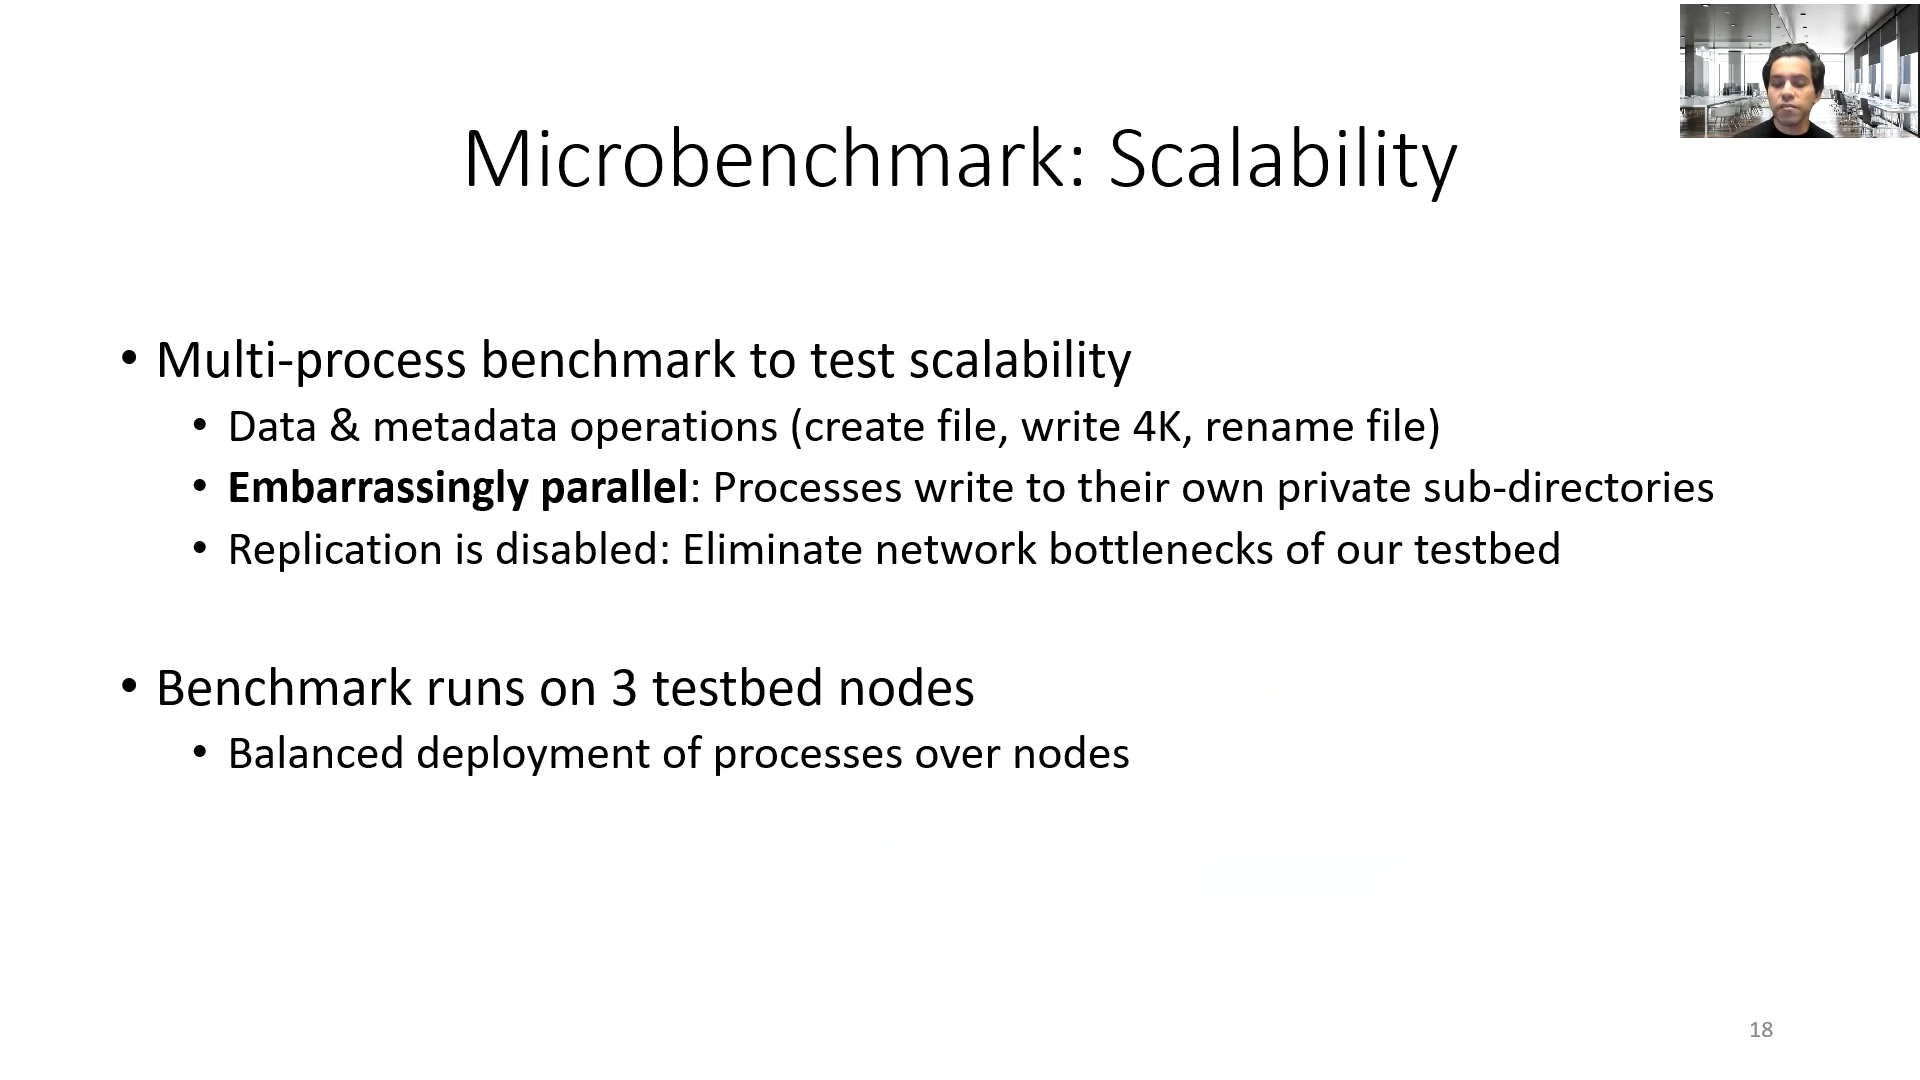 Microbenchmark: Scalability
• Multi-process benchmark to test scalability
• Data & metadata operations (create file, write 4K, rename file)
• Embarrassingly parallel: Processes write to their own private sub-directories
• Replication is disabled: Eliminate network bottlenecks of our testbed
• Benchmark runs on 3 testbed nodes
• Balanced deployment of processes over nodes
18